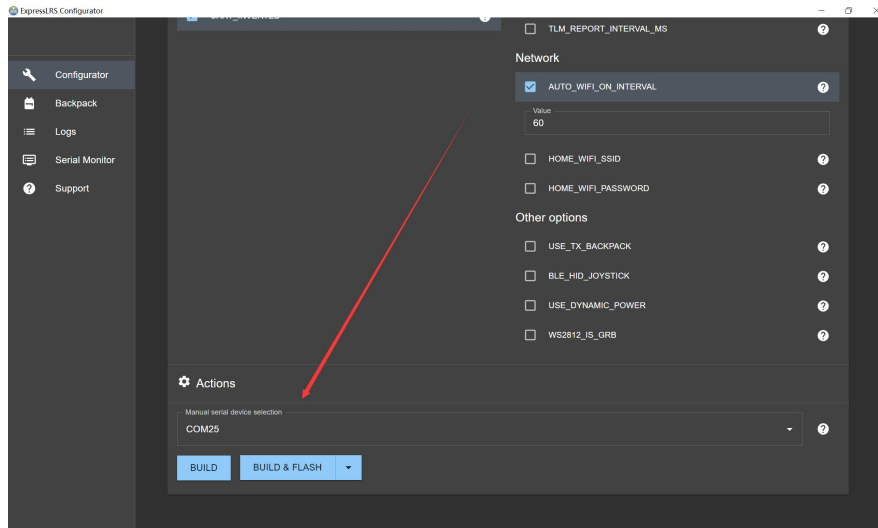 ExpressLRS Configurator
TLM_REPORT_INTERVAL_MS
Network
Configurator
AUTO_WIFI_ON_INTERVAL
Backpack
Value
60
Logs
Serial Monitor
HOME_WIFI_SSID
Support
HOME_WIFI_PASSWORD
Other options
USE_TX_BACKPACK
BLE_HID_JOYSTICK
USE_DYNAMIC_POWER
WS2812_IS_GRB
Actions
Manual serial device selection
COM25
BUILD
BUILD & FLASH